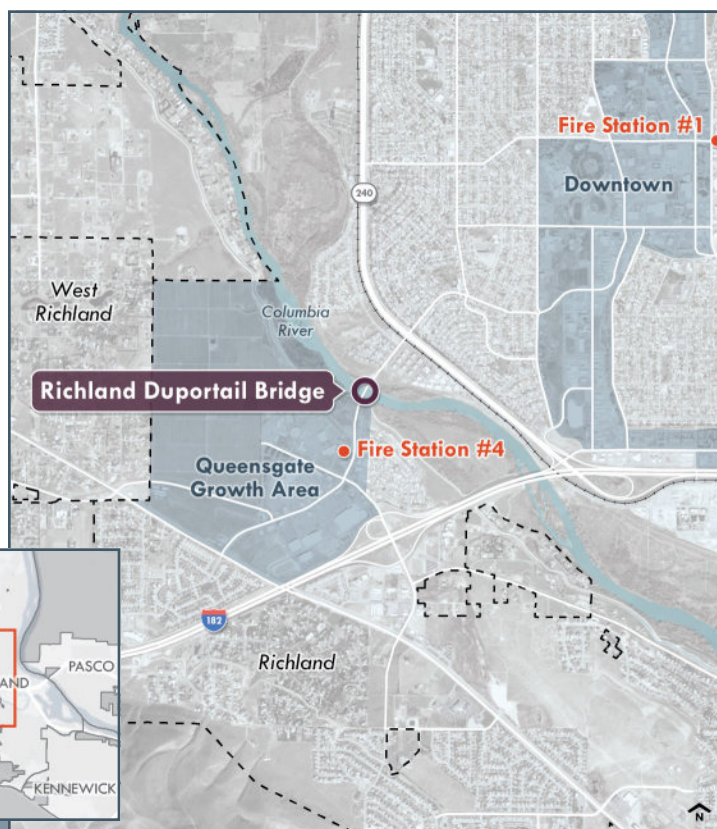 Fire Station #1
Downtown
240
West
Richland
Columbia
River
Richland Duportail Bridge
Fire Station #4
Queensgate
Growth Area
182
Richland
PASCO
AND
KENNEWICK
N